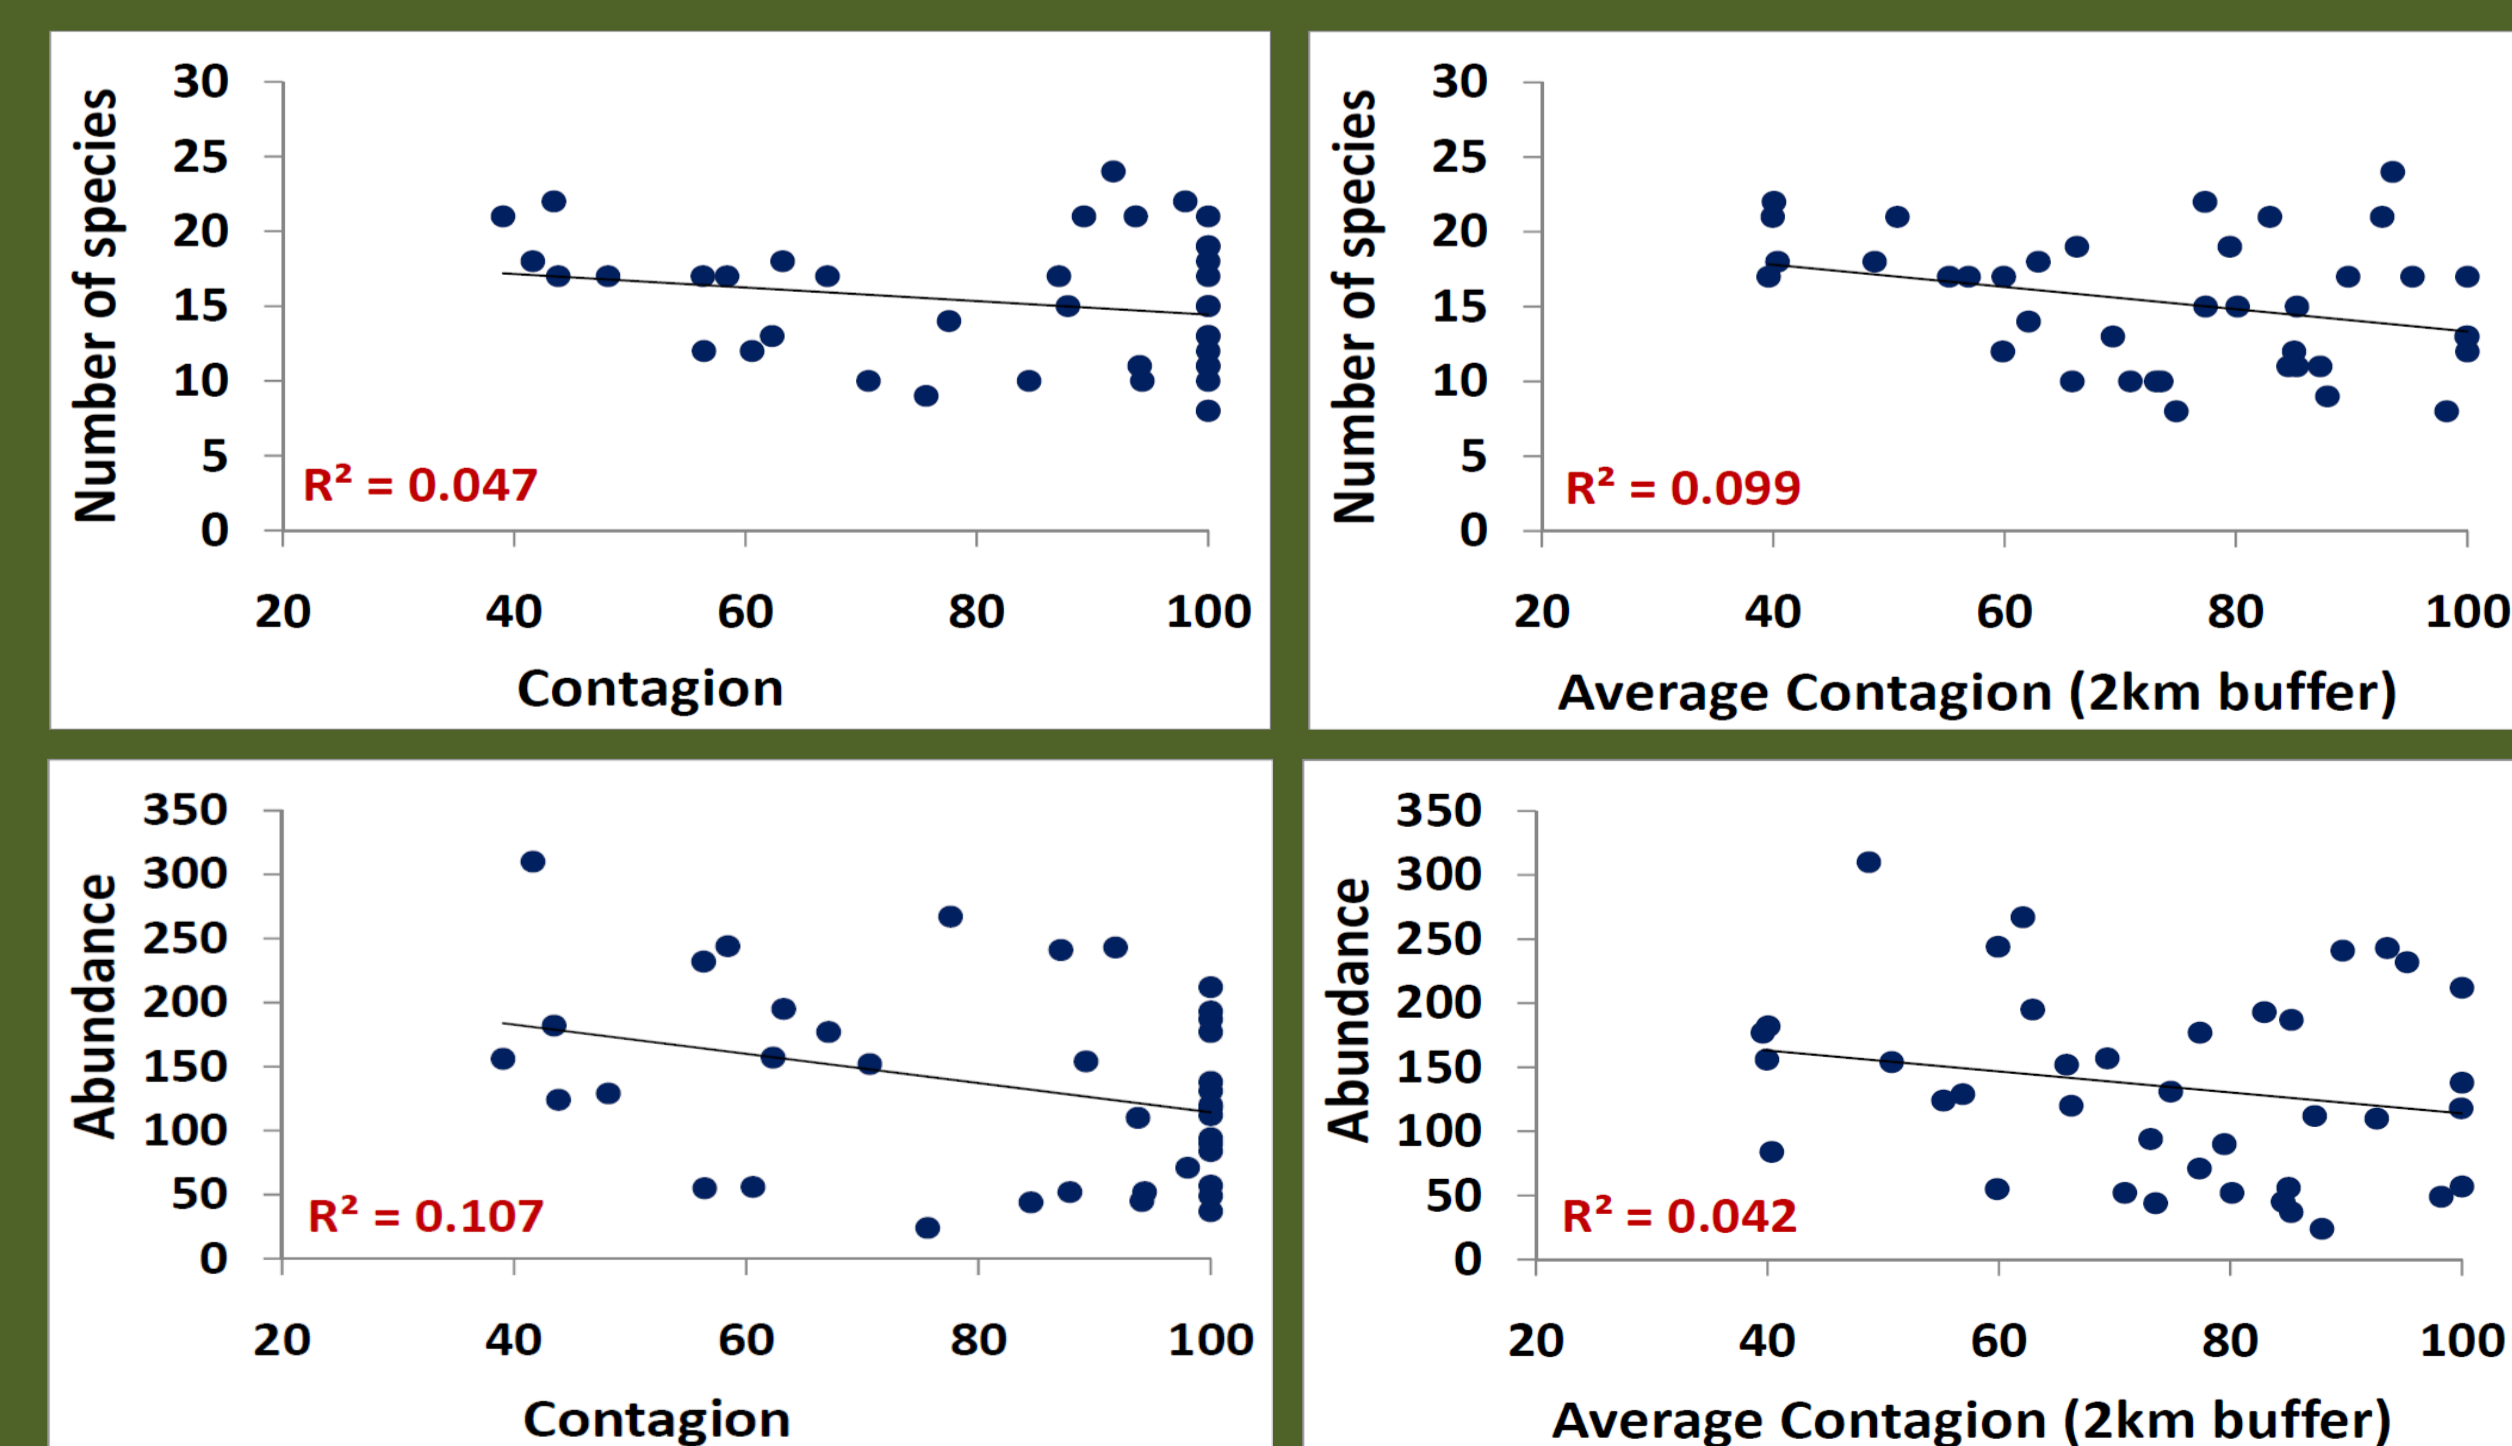 Number of species
30
25
20
15
10
5
0
R² = 0.047
20 40 60 80 100
Contagion
Number of species
30
25
20
15
10
5
0
R² = 0.099
20 40 60 80 100
Average Contagion (2km buffer)
Abundance
350
300
250
200
150
100
50
0
R² = 0.107
20 40 60 80 100
Contagion
Abundance
350
300
250
200
150
100
50
0
R² = 0.042
20 40 60 80 100
Average Contagion (2km buffer)